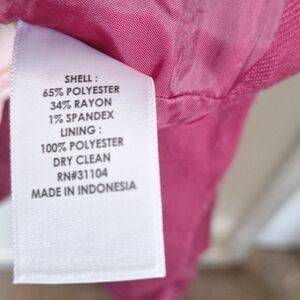 SHELL :
65% POLYESTER
34% RAYON
1% SPANDEX
LINING :
100% POLYESTER
DRY CLEAN
RN#31104
MADE IN INDONESIA